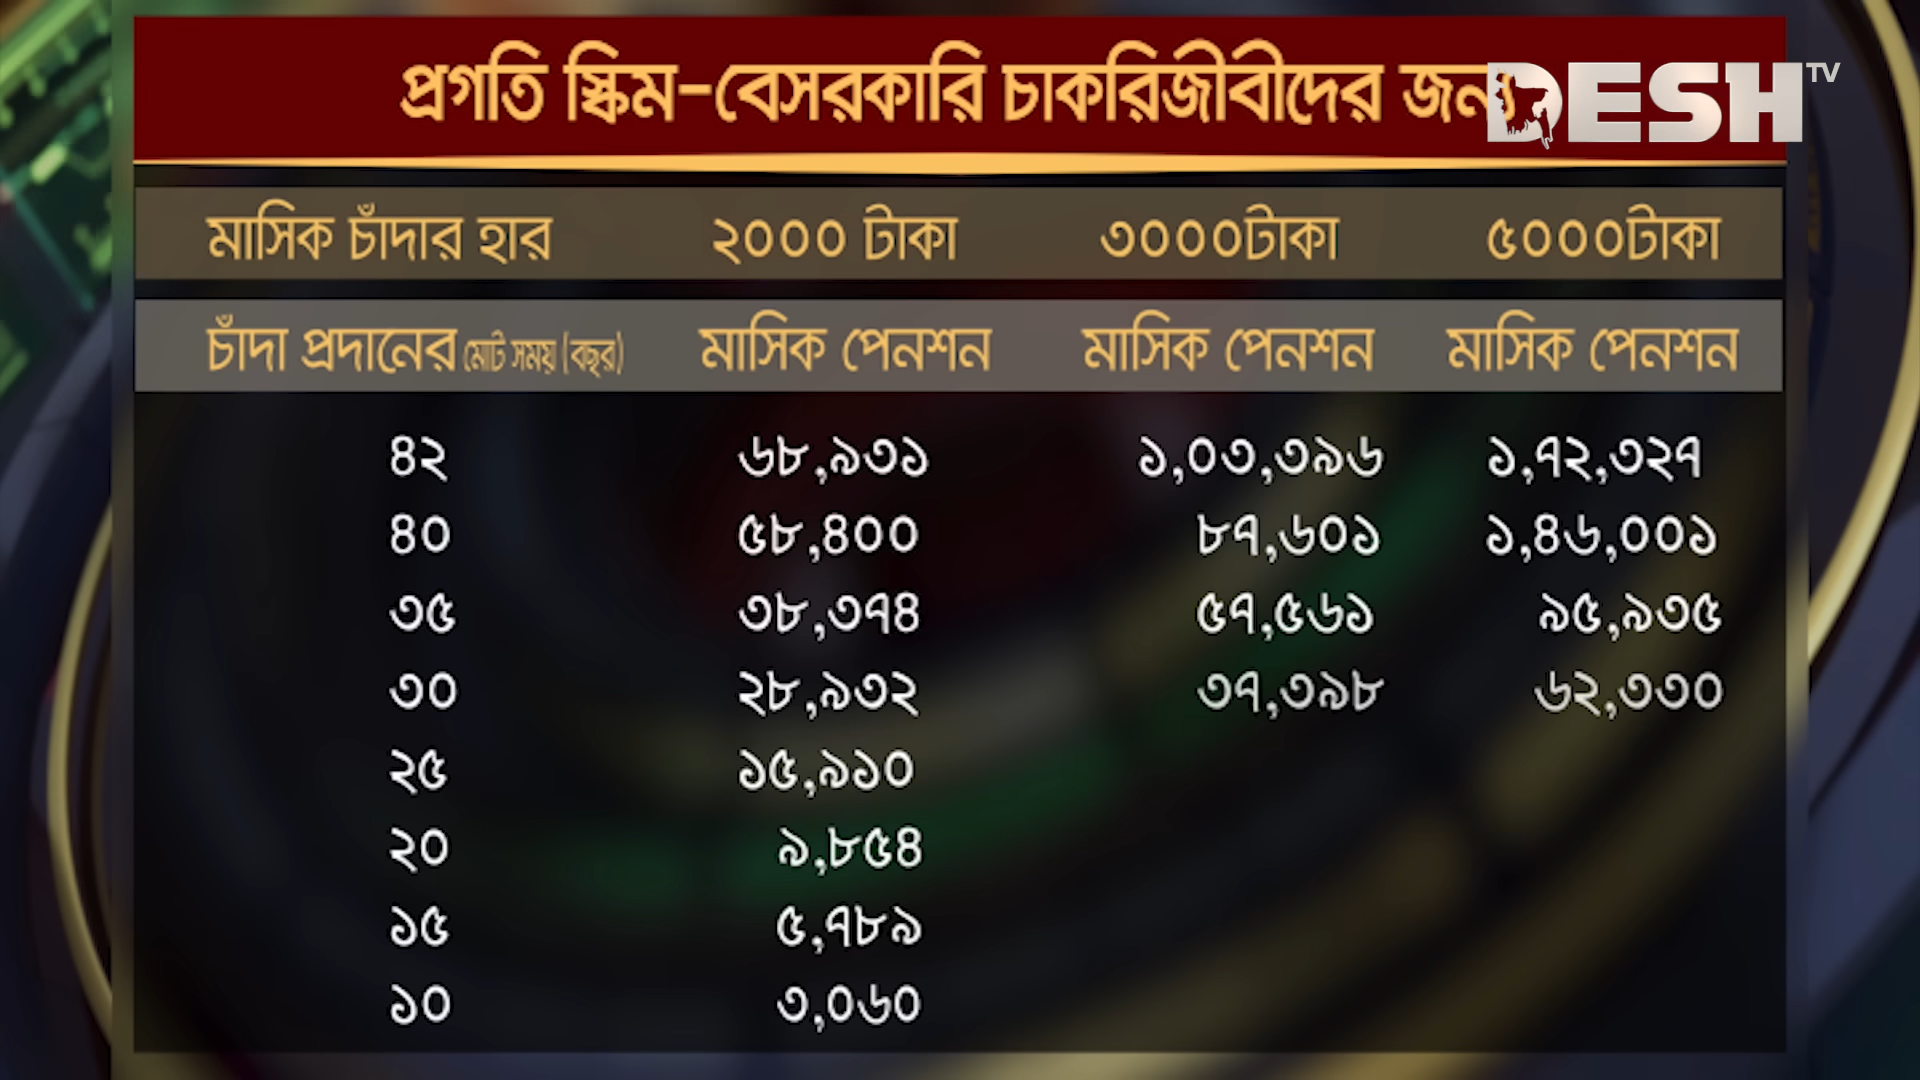 প্রগতি স্কিম-বেসরকারি চাকরিজীবীদের জন্য
DESH TV
মাসিক চাঁদার হার ২০০০ টাকা ৩০০০টাকা ৫০০০টাকা
চাঁদা প্রদানের মোট সময় (বছর) মাসিক পেনশন মাসিক পেনশন মাসিক পেনশন
৪২ ৬৮,৯৩১ ১,০৩,৩৯৬ ১,৭২,৩২৭
৪০ ৫৮,৪০০ ৮৭,৬০১ ১,৪৬,০০১
৩৫ ৩৮,৩৭৪ ৫৭,৫৬১ ৯৫,৯৩৫
৩০ ২৮,৯৩২ ৩৭,৩৯৮ ৬২,৩৩০
২৫ ১৫,৯১০
২০ ৯,৮৫৪
১৫ ৫,৭৮৯
১০ ৩,০৬০